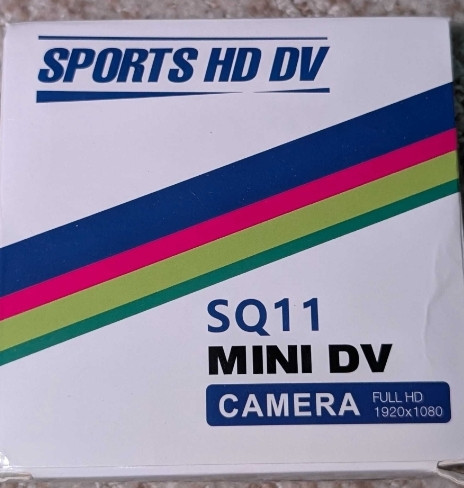 SPORTS HD DV
SQ11
MINI DV
CAMERA FULL HD
1920x1080